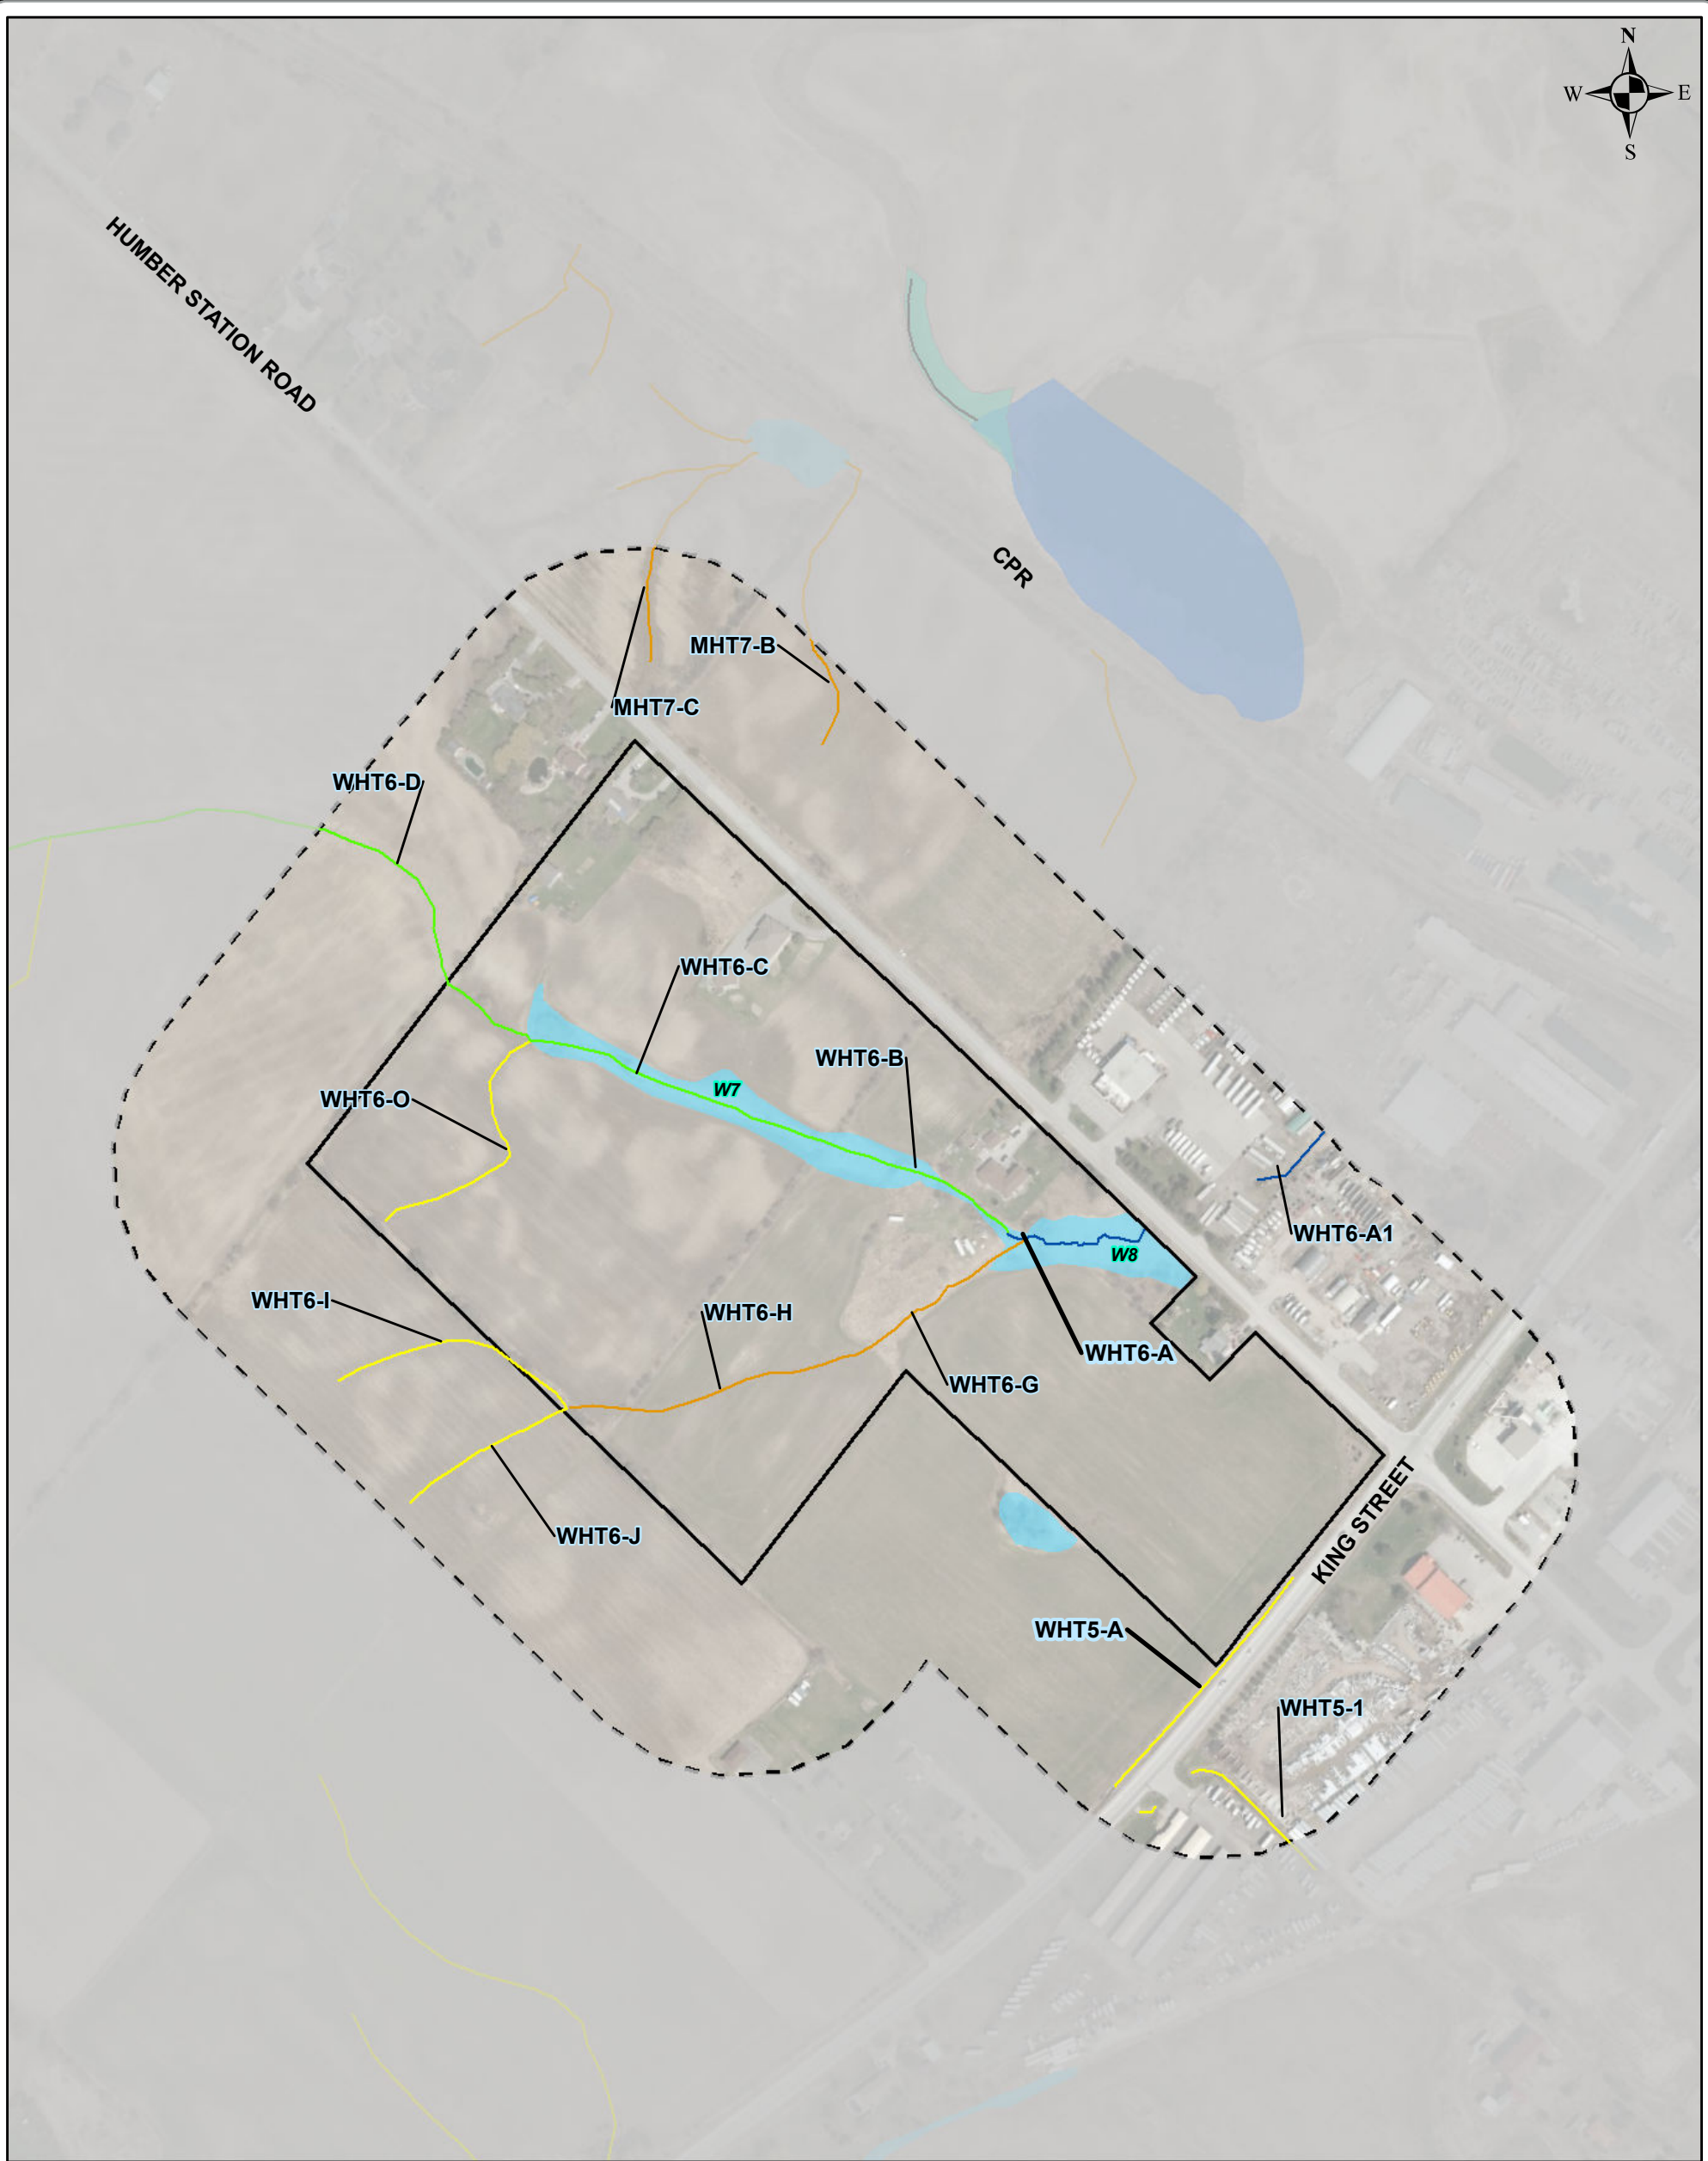 N
W E
S
HUMBER STATION ROAD
CPR
MHT7-B
MHT7-C
WHT6-D
WHT6-C
WHT6-B
W7
WHT6-O
WHT6-A1
W8
WHT6-I
WHT6-H
WHT6-A
WHT6-G
KING STREET
WHT6-J
WHT5-A
WHT5-1